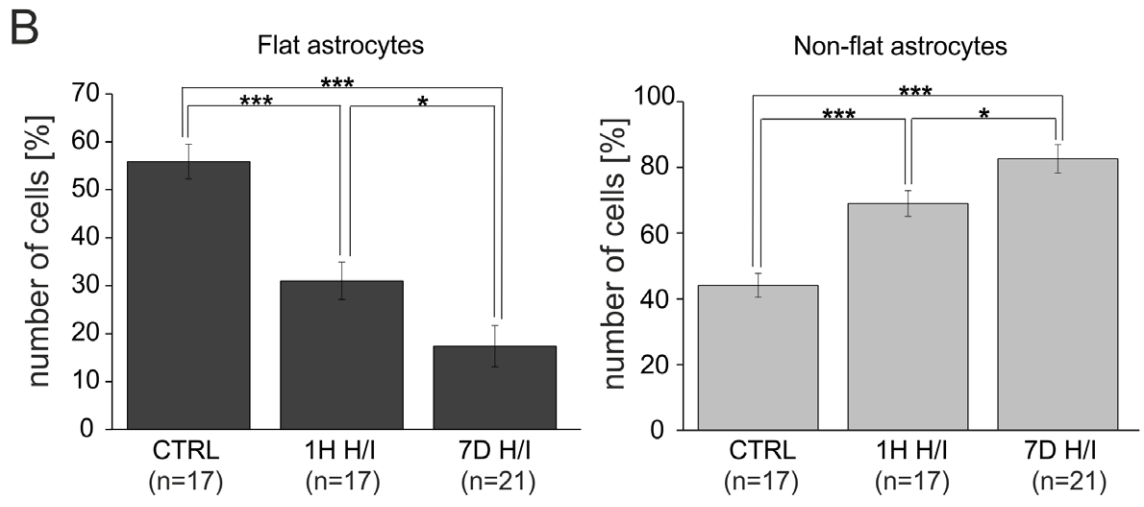 B
Flat astrocytes
number of cells [%]
70
60
50
40
30
20
10
0
***
***
*
CTRL
(n=17)
1H H/I
(n=17)
7D H/I
(n=21)
Non-flat astrocytes
number of cells [%]
100
80
60
40
20
0
***
***
*
CTRL
(n=17)
1H H/I
(n=17)
7D H/I
(n=21)